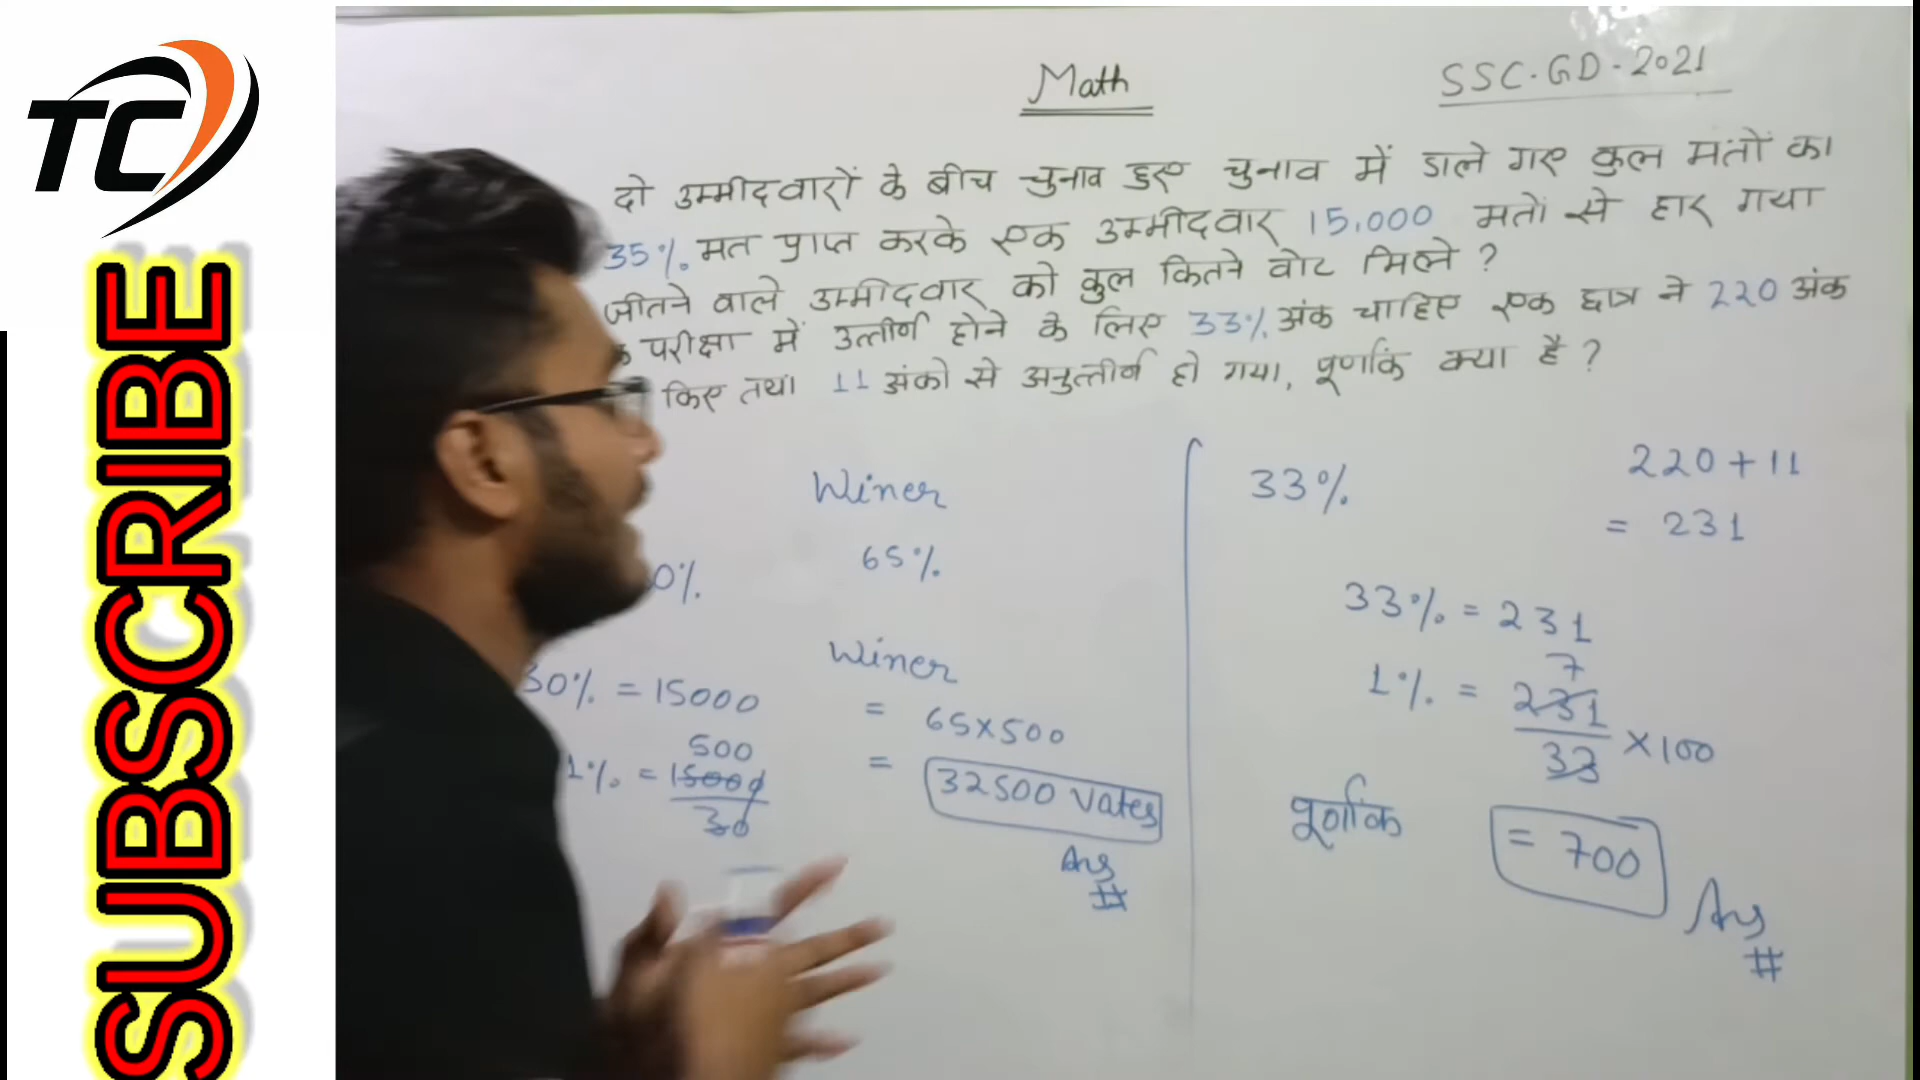 TC
SUBSCRIBE
Math
SSC.GD-2021
दो उम्मीदवारों के बीच चुनाव हुए चुनाव में डाले गए कुल मतों का
35% मत प्राप्त करके एक उम्मीदवार 15,000 मतों से हार गया
जीतने वाले उम्मीदवार को कुल कितने वोट मिले ?
परीक्षा में उत्तीर्ण होने के लिए 33% अंक चाहिए एक छात्र ने 220 अंक
किए तथा 11 अंको से अनुत्तीर्ण हो गया, पूर्णांक क्या है ?
Winer
65%
0%
30% = 15000
500
1% = 15000
30
Winer
= 65×500
= 32500 Vates
Ans
#
33%
220+11
= 231
33% = 231
7
1% = 231
33 ×100
पूर्णांक
= 700
Ans
#